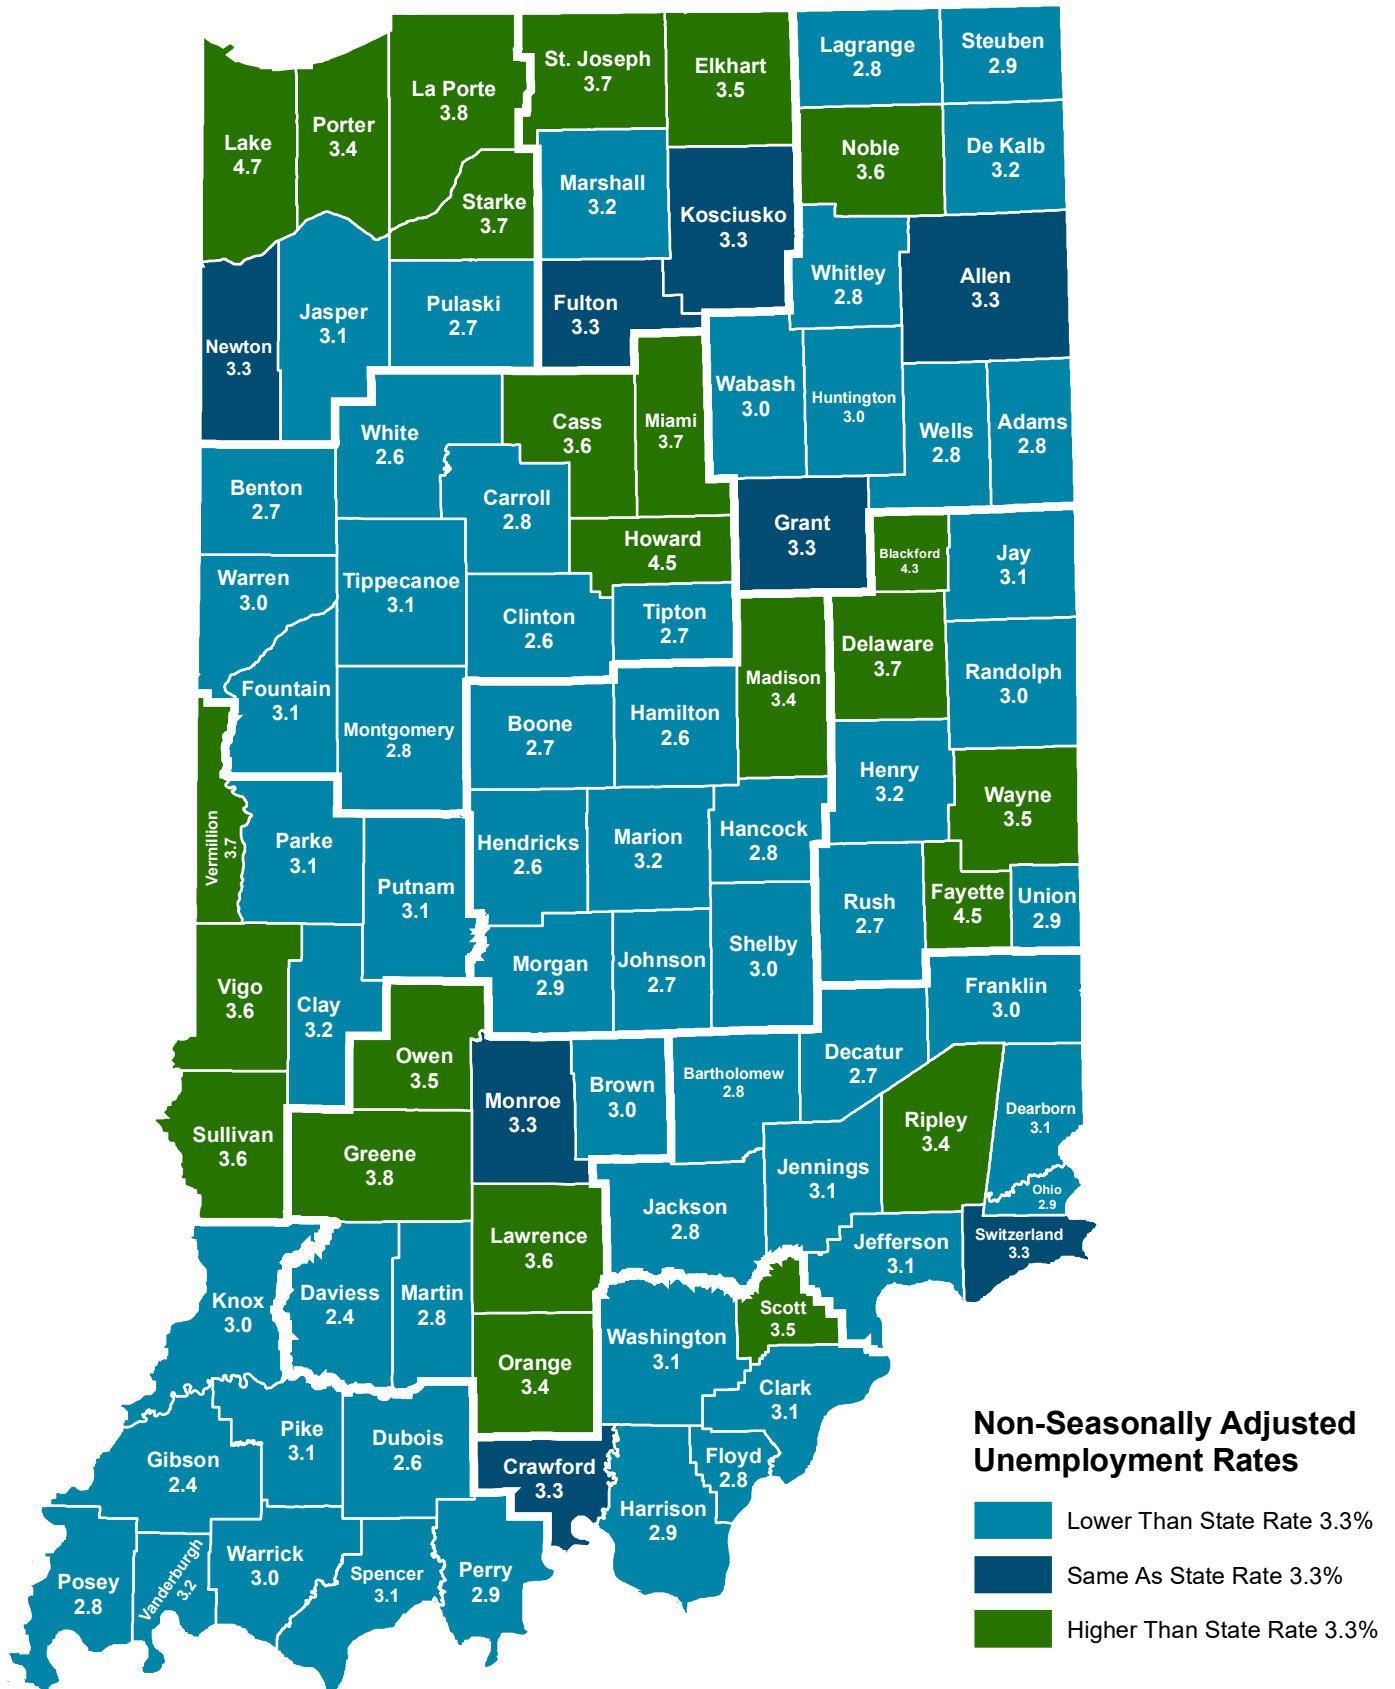 Lagrange
2.8
Steuben
2.9
St. Joseph
3.7
Elkhart
3.5
La Porte
3.8
Porter
3.4
Lake
4.7
Noble
3.6
De Kalb
3.2
Marshall
3.2
Starke
3.7
Kosciusko
3.3
Whitley
2.8
Allen
3.3
Jasper
3.1
Pulaski
2.7
Fulton
3.3
Newton
3.3
Wabash
3.0
Huntington
3.0
Wells
2.8
Adams
2.8
White
2.6
Cass
3.6
Miami
3.7
Benton
2.7
Carroll
2.8
Grant
3.3
Howard
4.5
Blackford
4.3
Jay
3.1
Warren
3.0
Tippecanoe
3.1
Clinton
2.6
Tipton
2.7
Delaware
3.7
Randolph
3.0
Madison
3.4
Fountain
3.1
Montgomery
2.8
Boone
2.7
Hamilton
2.6
Henry
3.2
Wayne
3.5
Vermillion
3.7
Parke
3.1
Hendricks
2.6
Marion
3.2
Hancock
2.8
Putnam
3.1
Rush
2.7
Fayette
4.5
Union
2.9
Morgan
2.9
Johnson
2.7
Shelby
3.0
Vigo
3.6
Clay
3.2
Franklin
3.0
Owen
3.5
Monroe
3.3
Brown
3.0
Bartholomew
2.8
Decatur
2.7
Ripley
3.4
Dearborn
3.1
Sullivan
3.6
Greene
3.8
Jennings
3.1
Ohio
2.9
Jackson
2.8
Lawrence
3.6
Jefferson
3.1
Switzerland
3.3
Knox
3.0
Daviess
2.4
Martin
2.8
Scott
3.5
Washington
3.1
Orange
3.4
Clark
3.1
Pike
3.1
Dubois
2.6
Gibson
2.4
Crawford
3.3
Floyd
2.8
Harrison
2.9
Posey
2.8
Vanderburgh
3.2
Warrick
3.0
Spencer
3.1
Perry
2.9
Non-Seasonally Adjusted
Unemployment Rates
Lower Than State Rate 3.3%
Same As State Rate 3.3%
Higher Than State Rate 3.3%